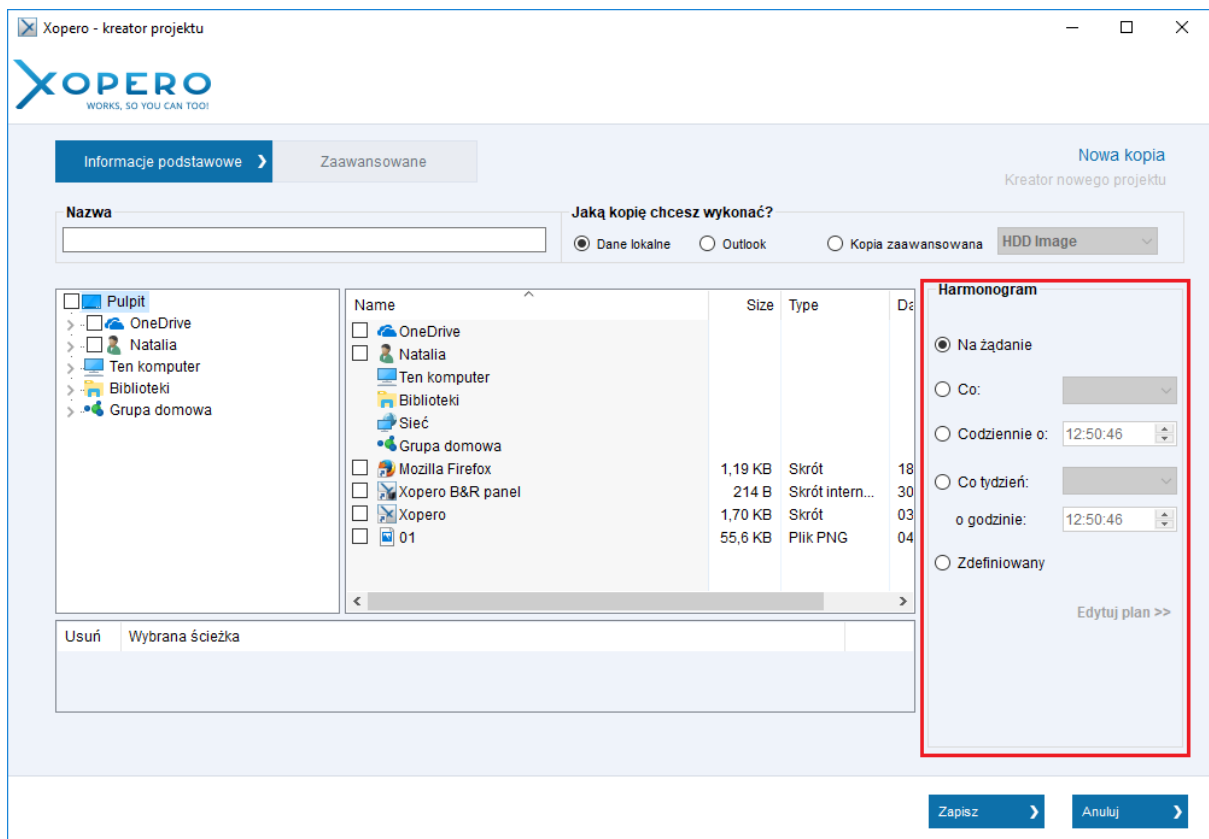 Xopero - kreator projektu
XOPERO
WORKS, SO YOU CAN TOO!
Informacje podstawowe
Zaawansowane
Nowa kopia
Kreator nowego projektu
Nazwa
Jaką kopię chcesz wykonać?
Dane lokalne
Outlook
Kopia zaawansowana
HDD Image
Pulpit
OneDrive
Natalia
Ten komputer
Biblioteki
Grupa domowa
Name Size Type Da
OneDrive
Natalia
Ten komputer
Biblioteki
Sieć
Grupa domowa
Mozilla Firefox 1,19 KB Skrót 18
Xopero B&R panel 214 B Skrót intern... 30
Xopero 1,70 KB Skrót 03
01 55,6 KB Plik PNG 04
Usuń Wybrana ścieżka
Harmonogram
Na żądanie
Co:
Codziennie o: 12:50:46
Co tydzień:
o godzinie: 12:50:46
Zdefiniowany
Edytuj plan >>
Zapisz
Anuluj